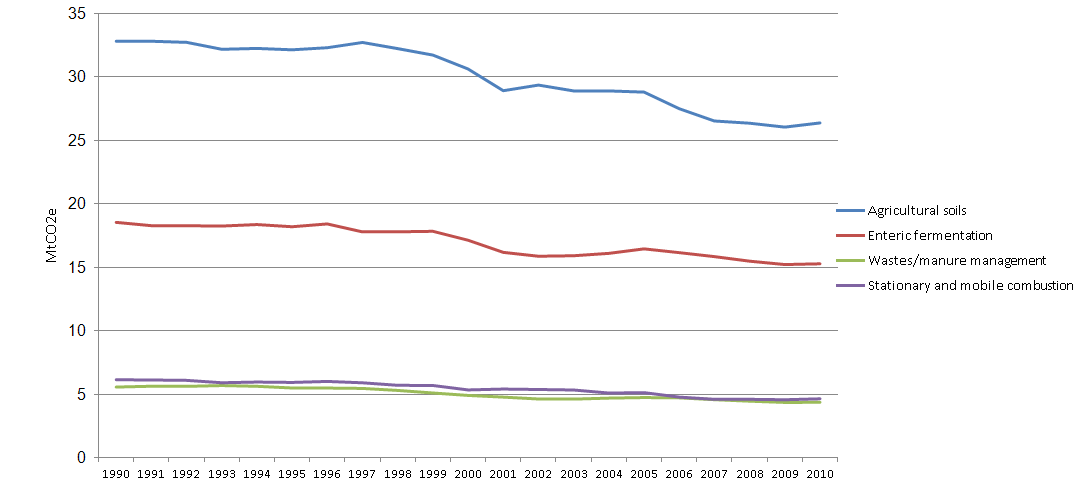 35
30
25
20
15
10
5
0
MtCO2e
1990 1991 1992 1993 1994 1995 1996 1997 1998 1999 2000 2001 2002 2003 2004 2005 2006 2007 2008 2009 2010
Agricultural soils
Enteric fermentation
Wastes/manure management
Stationary and mobile combustion